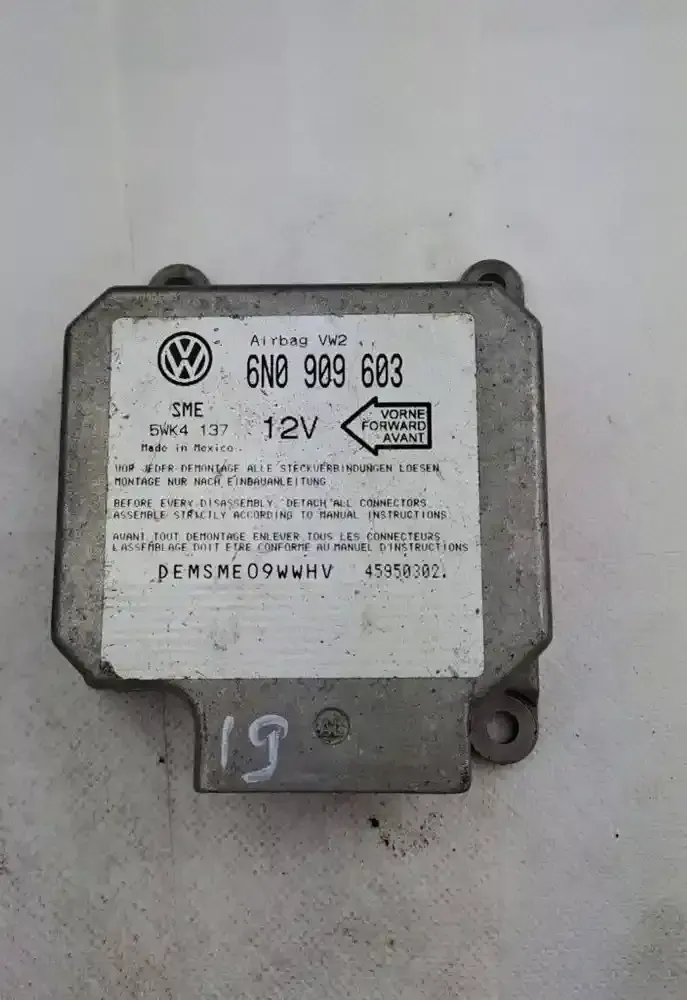 Airbag VW2
6N0 909 603
SME
5WK4 137
12V
VORNE
FORWARD
AVANT
Made in Mexico
VOR JEDER DEMONTAGE ALLE STECKVERBINDUNGEN LOESEN
MONTAGE NUR NACH EINBAUANLEITUNG
BEFORE EVERY DISASSEMBLY DETACH ALL CONNECTORS
ASSEMBLE STRICTLY ACCORDING TO MANUAL INSTRUCTIONS
AVANT TOUT DEMONTAGE ENLEVER TOUS LES CONNECTEURS
L'ASSEMBLAGE DOIT ETRE CONFORME AU MANUEL D'INSTRUCTIONS
DEMSME09WWHV 45950302.